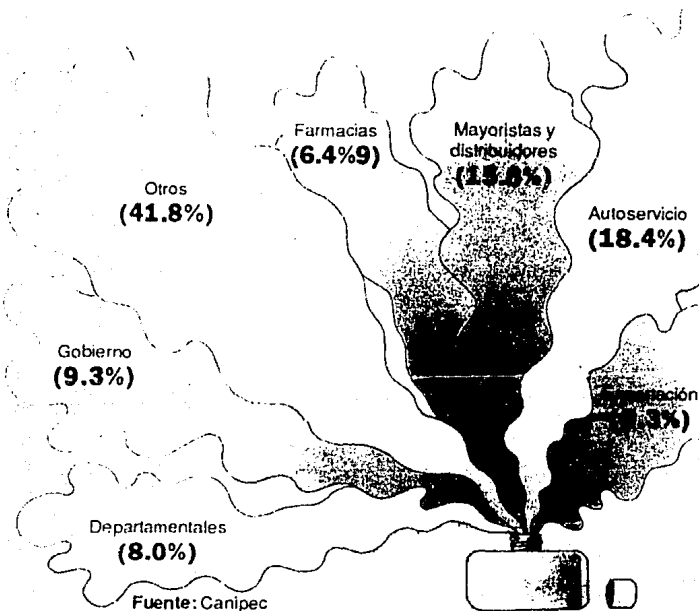 Farmacias
(6.4%9)
Mayoristas y
distribuidores
Otros
(41.8%)
Autoservicio
(18.4%)
Gobierno
(9.3%)
Departamentales
(8.0%)
Fuente: Canipec